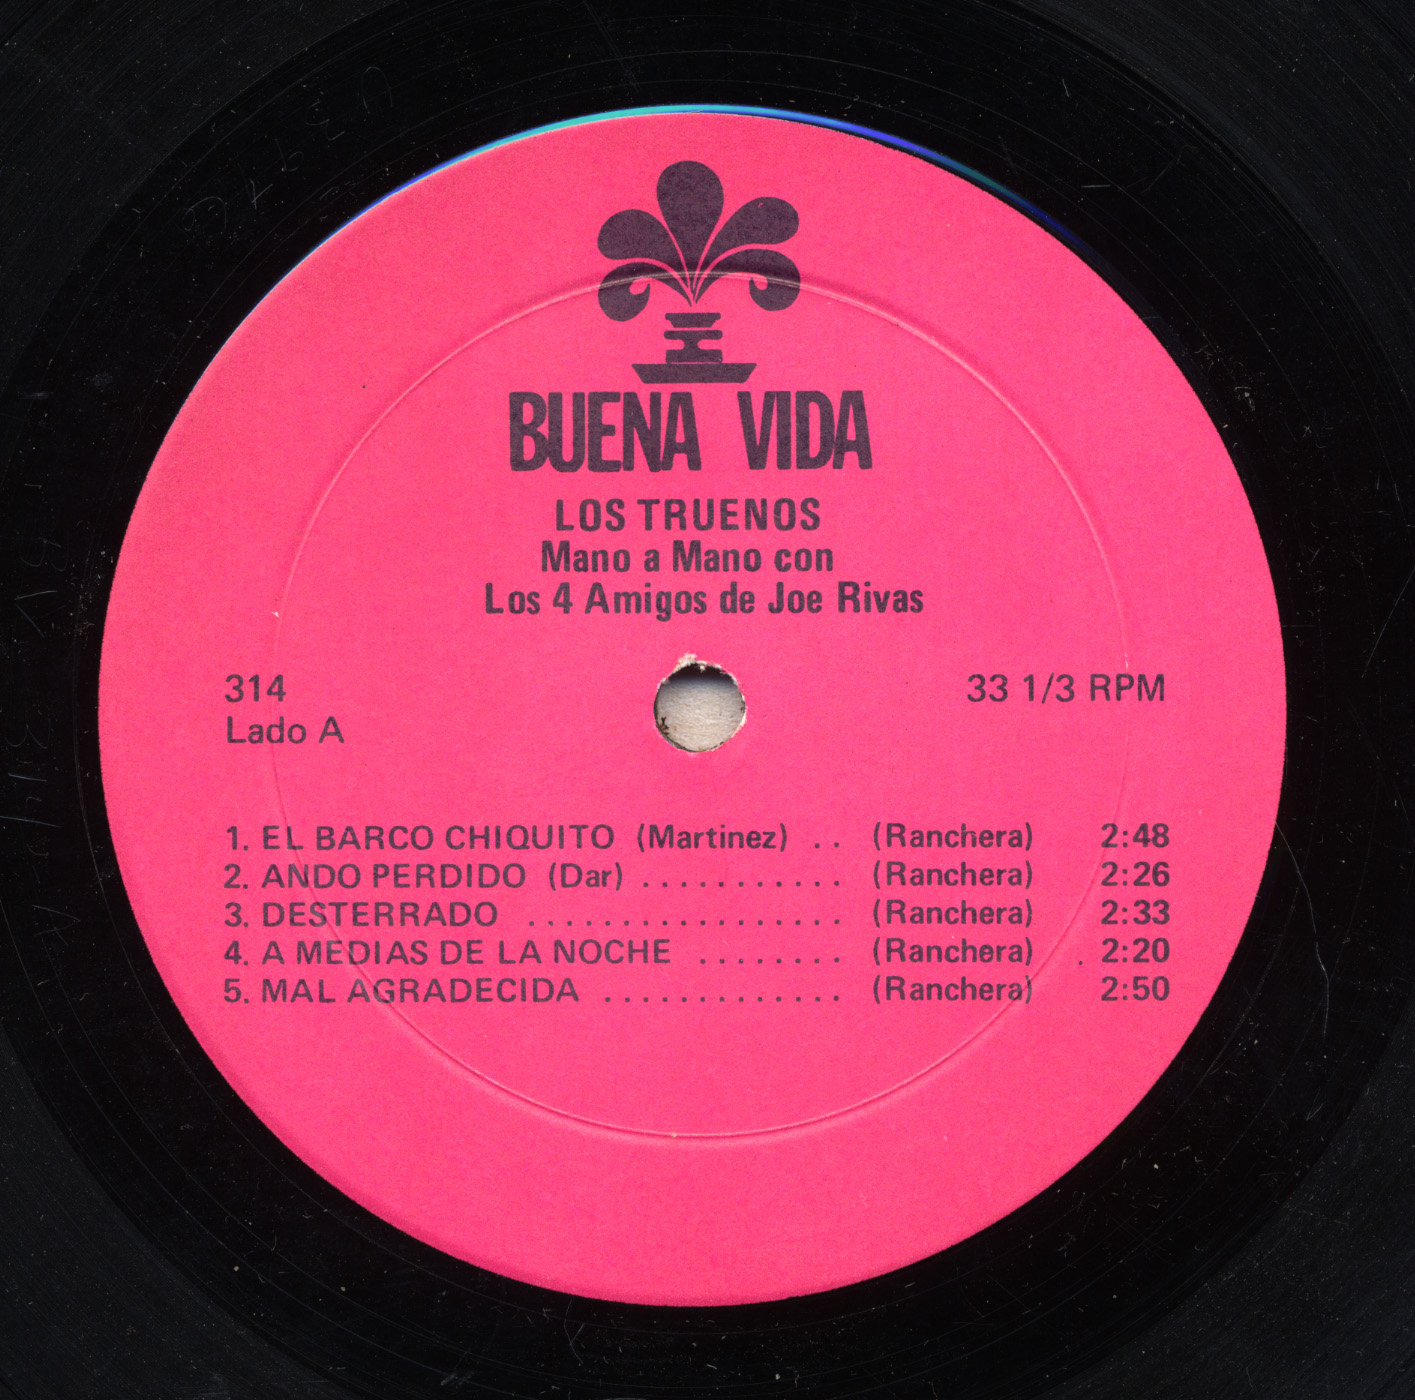 BUENA VIDA
LOS TRUENOS
Mano a Mano con
Los 4 Amigos de Joe Rivas
314
Lado A
33 1/3 RPM
1. EL BARCO CHIQUITO (Martinez) .. (Ranchera) 2:48
2. ANDO PERDIDO (Dar) ........... (Ranchera) 2:26
3. DESTERRADO ................. (Ranchera) 2:33
4. A MEDIAS DE LA NOCHE ........ (Ranchera) 2:20
5. MAL AGRADECIDA ............. (Ranchera) 2:50